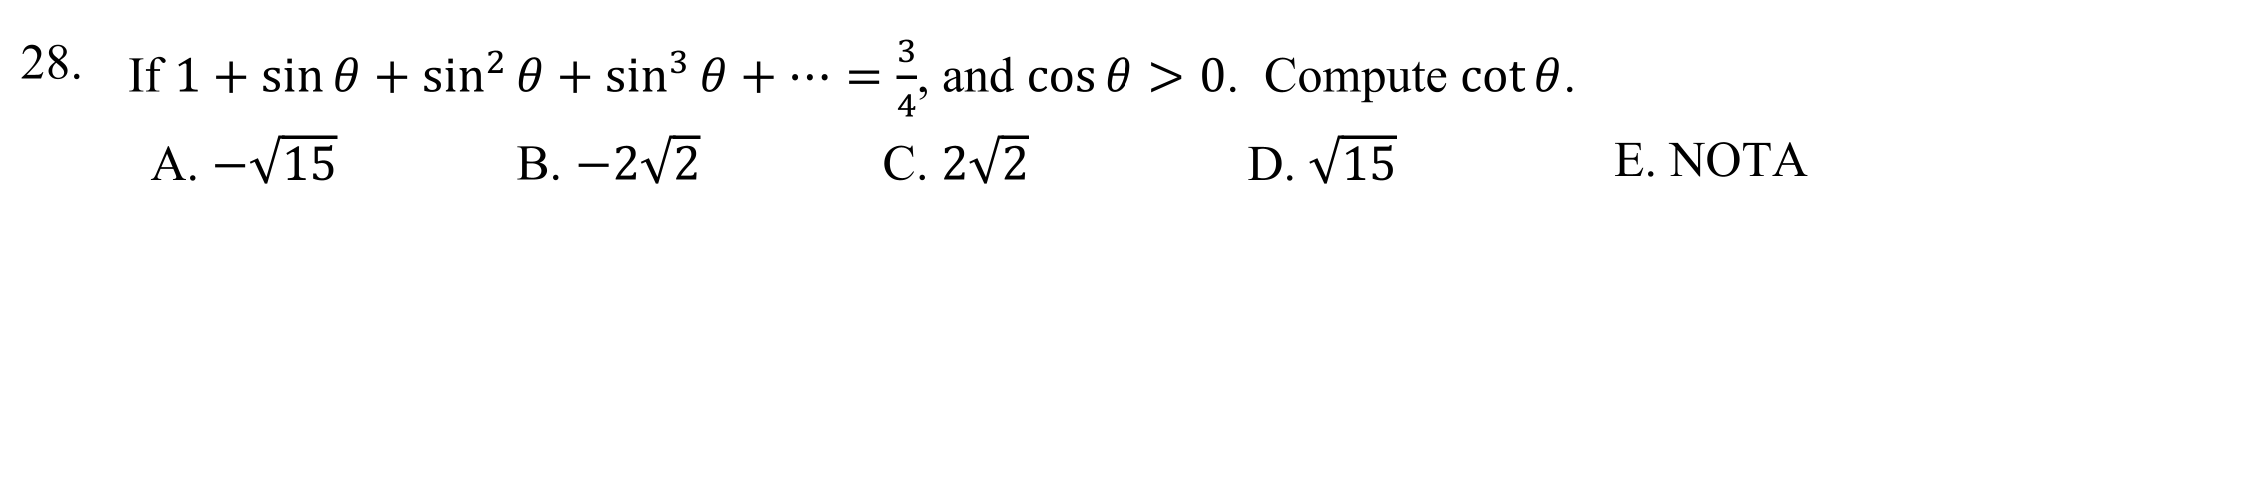 28. If 1 + sin θ + sin² θ + sin³ θ + ⋯ = 3/4, and cos θ > 0. Compute cot θ.
A. −√15 B. −2√2 C. 2√2 D. √15 E. NOTA